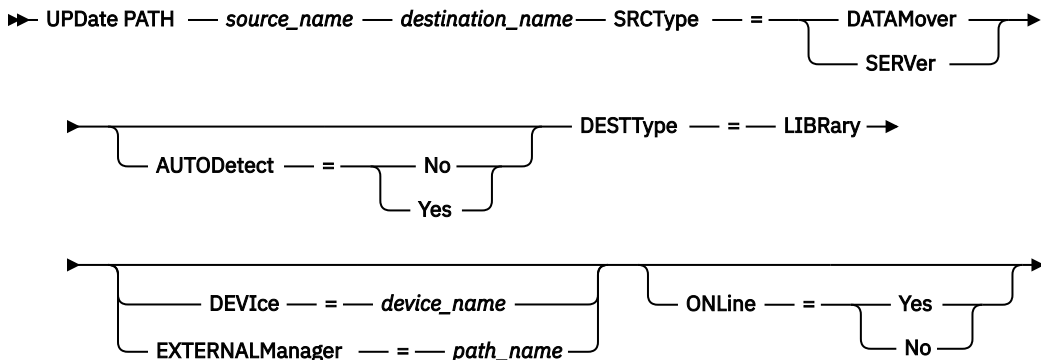 UPDate PATH source_name destination_name SRCType = DATAMover
SERVer
AUTODetect = No
Yes
DESTType = LIBRary
DEVIce = device_name
EXTERNALManager = path_name
ONLine = Yes
No